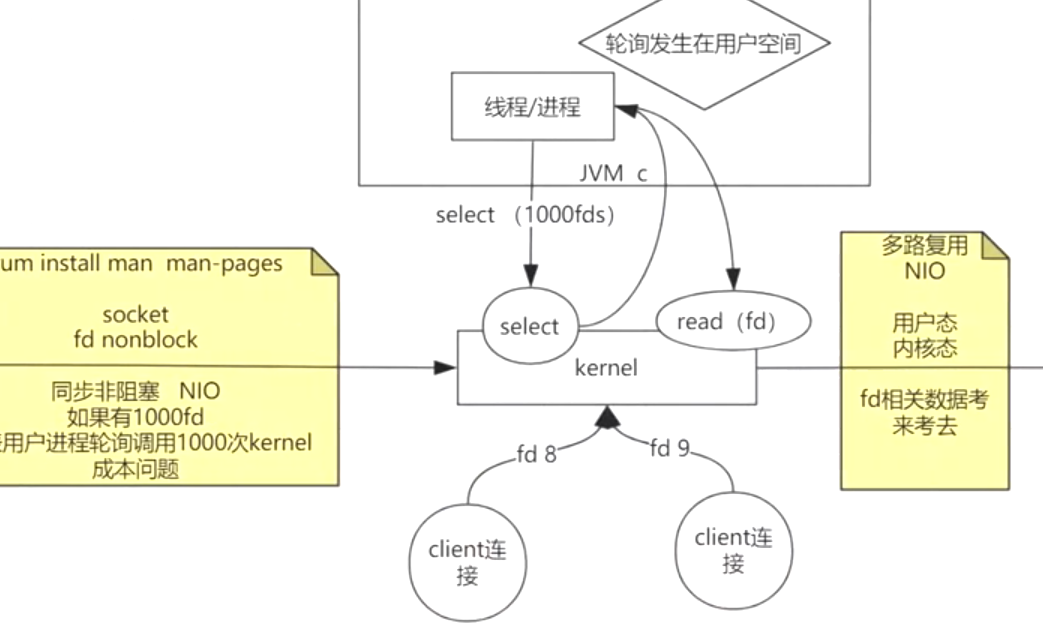 轮询发生在用户空间
线程/进程
JVM c
select （1000fds）
um install man man-pages
socket
fd nonblock
同步非阻塞 NIO
如果有1000fd
用户进程轮询调用1000次kernel
成本问题
select
read（fd）
kernel
多路复用
NIO
用户态
内核态
fd相关数据考
来考去
fd 8
fd 9
client连
接
client连
接